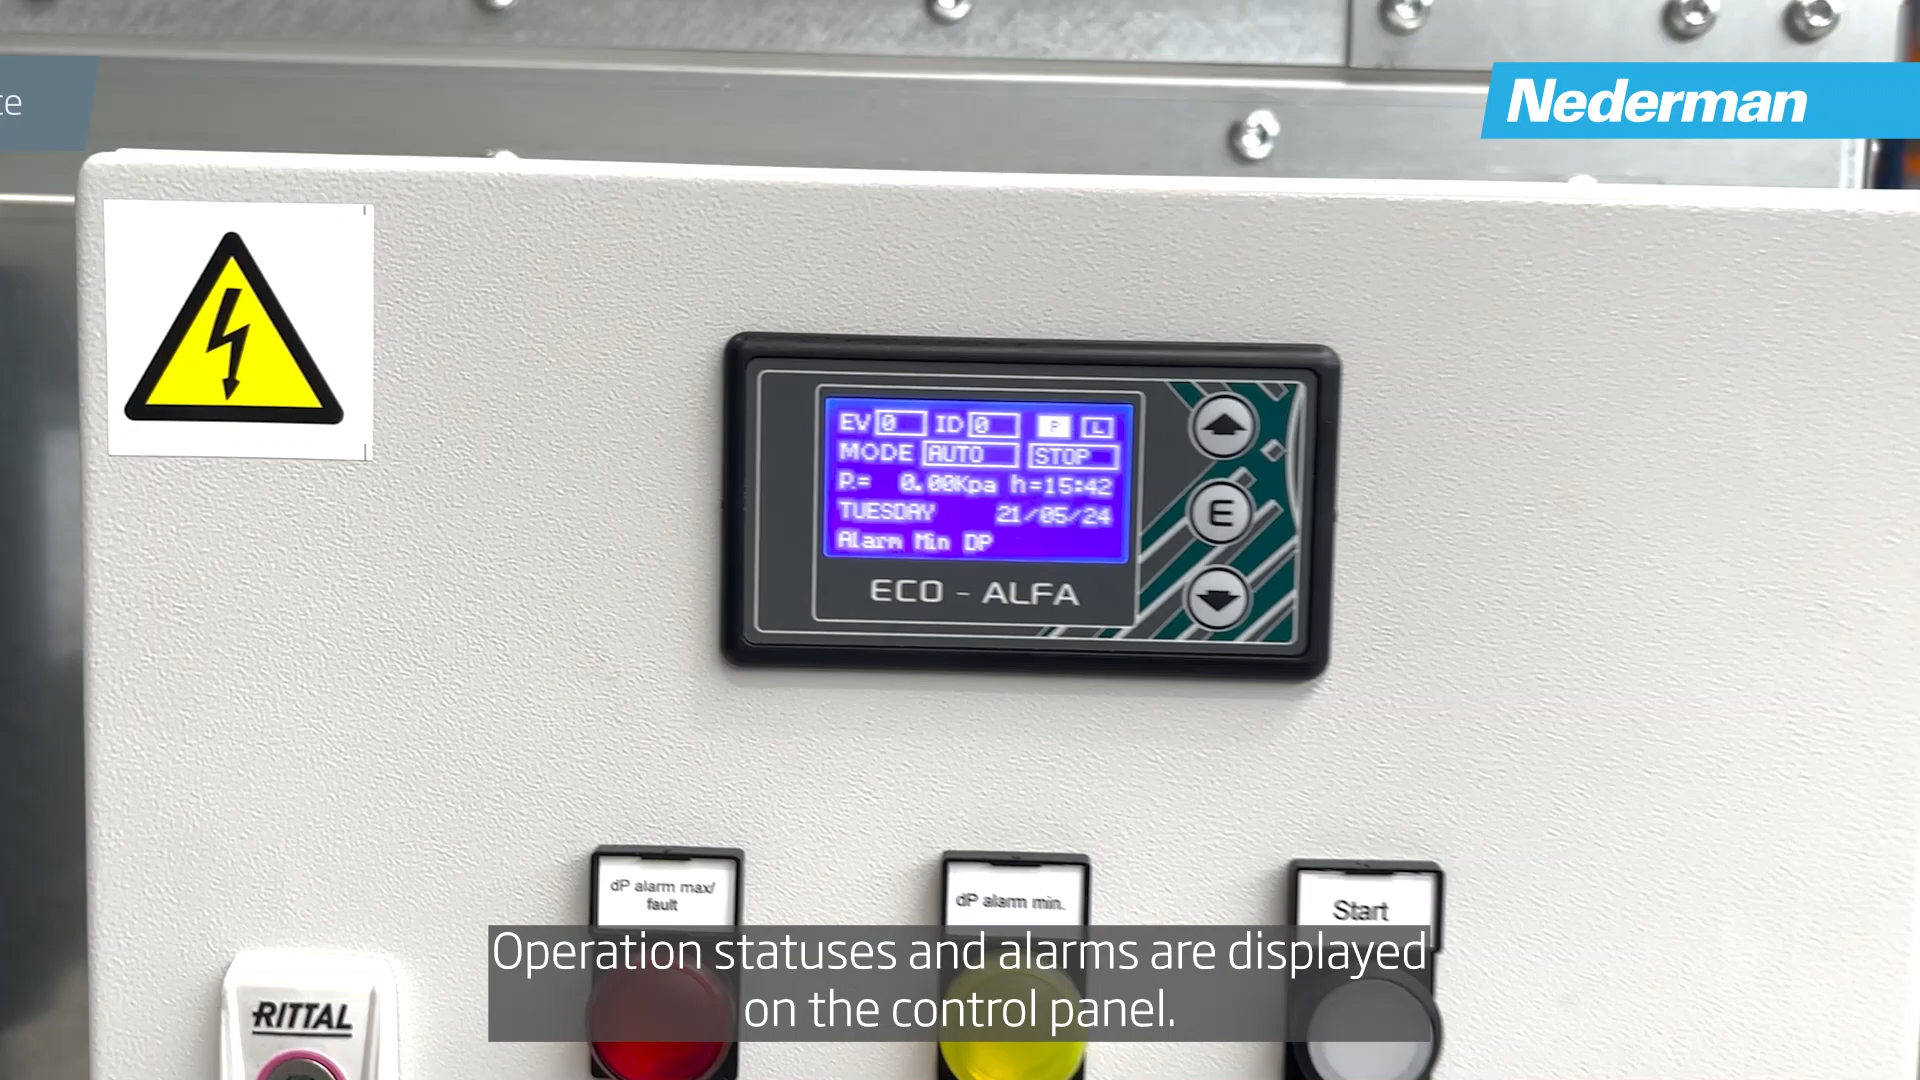 ce
Nederman
EV 0 ID 0 P L
MODE AUTO STOP
P.= 0.00Kpa h=15:42
TUESDAY 21/05/24
Alarm Min DP
ECO - ALFA
E
dP alarm max/
fault
dP alarm min.
Start
Operation statuses and alarms are displayed
on the control panel.
RITTAL